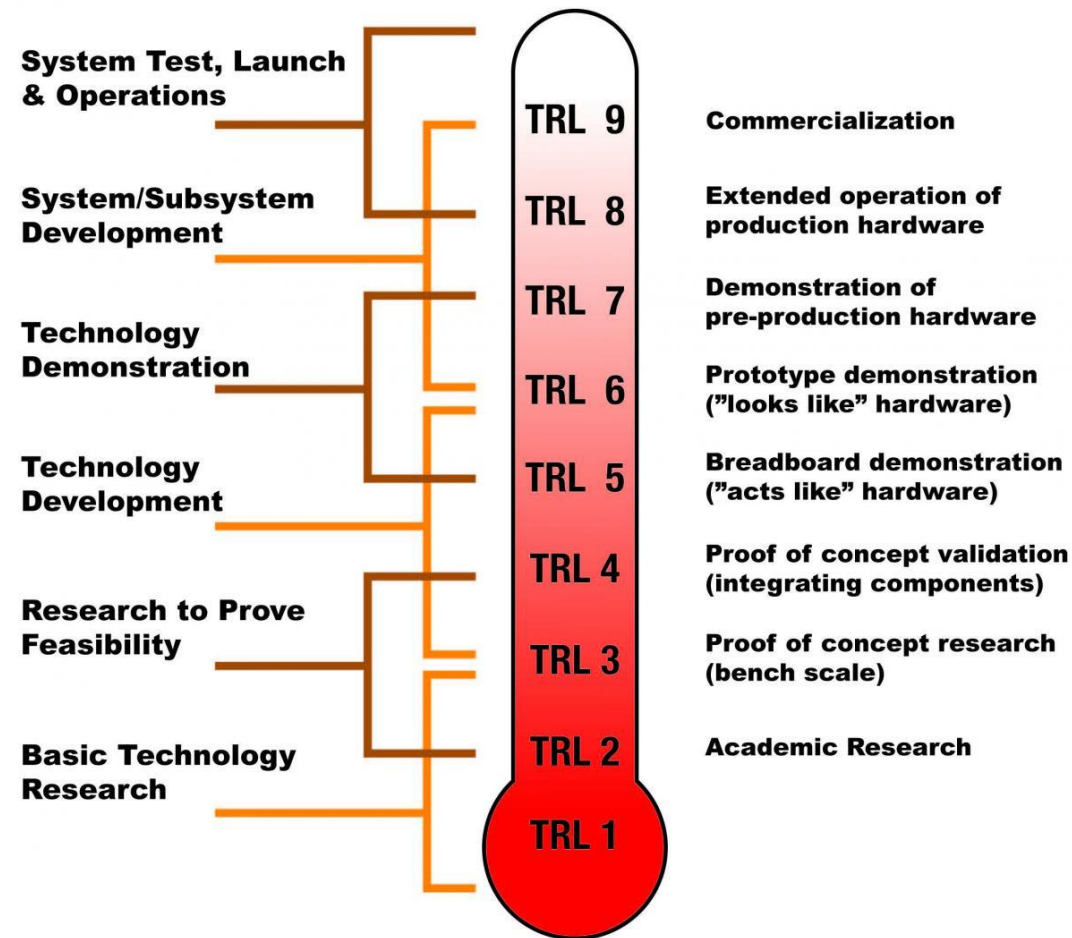 System Test, Launch
& Operations
System/Subsystem
Development
Technology
Demonstration
Technology
Development
Research to Prove
Feasibility
Basic Technology
Research
TRL 9
TRL 8
TRL 7
TRL 6
TRL 5
TRL 4
TRL 3
TRL 2
TRL 1
Commercialization
Extended operation of
production hardware
Demonstration of
pre-production hardware
Prototype demonstration
(”looks like” hardware)
Breadboard demonstration
(”acts like” hardware)
Proof of concept validation
(integrating components)
Proof of concept research
(bench scale)
Academic Research